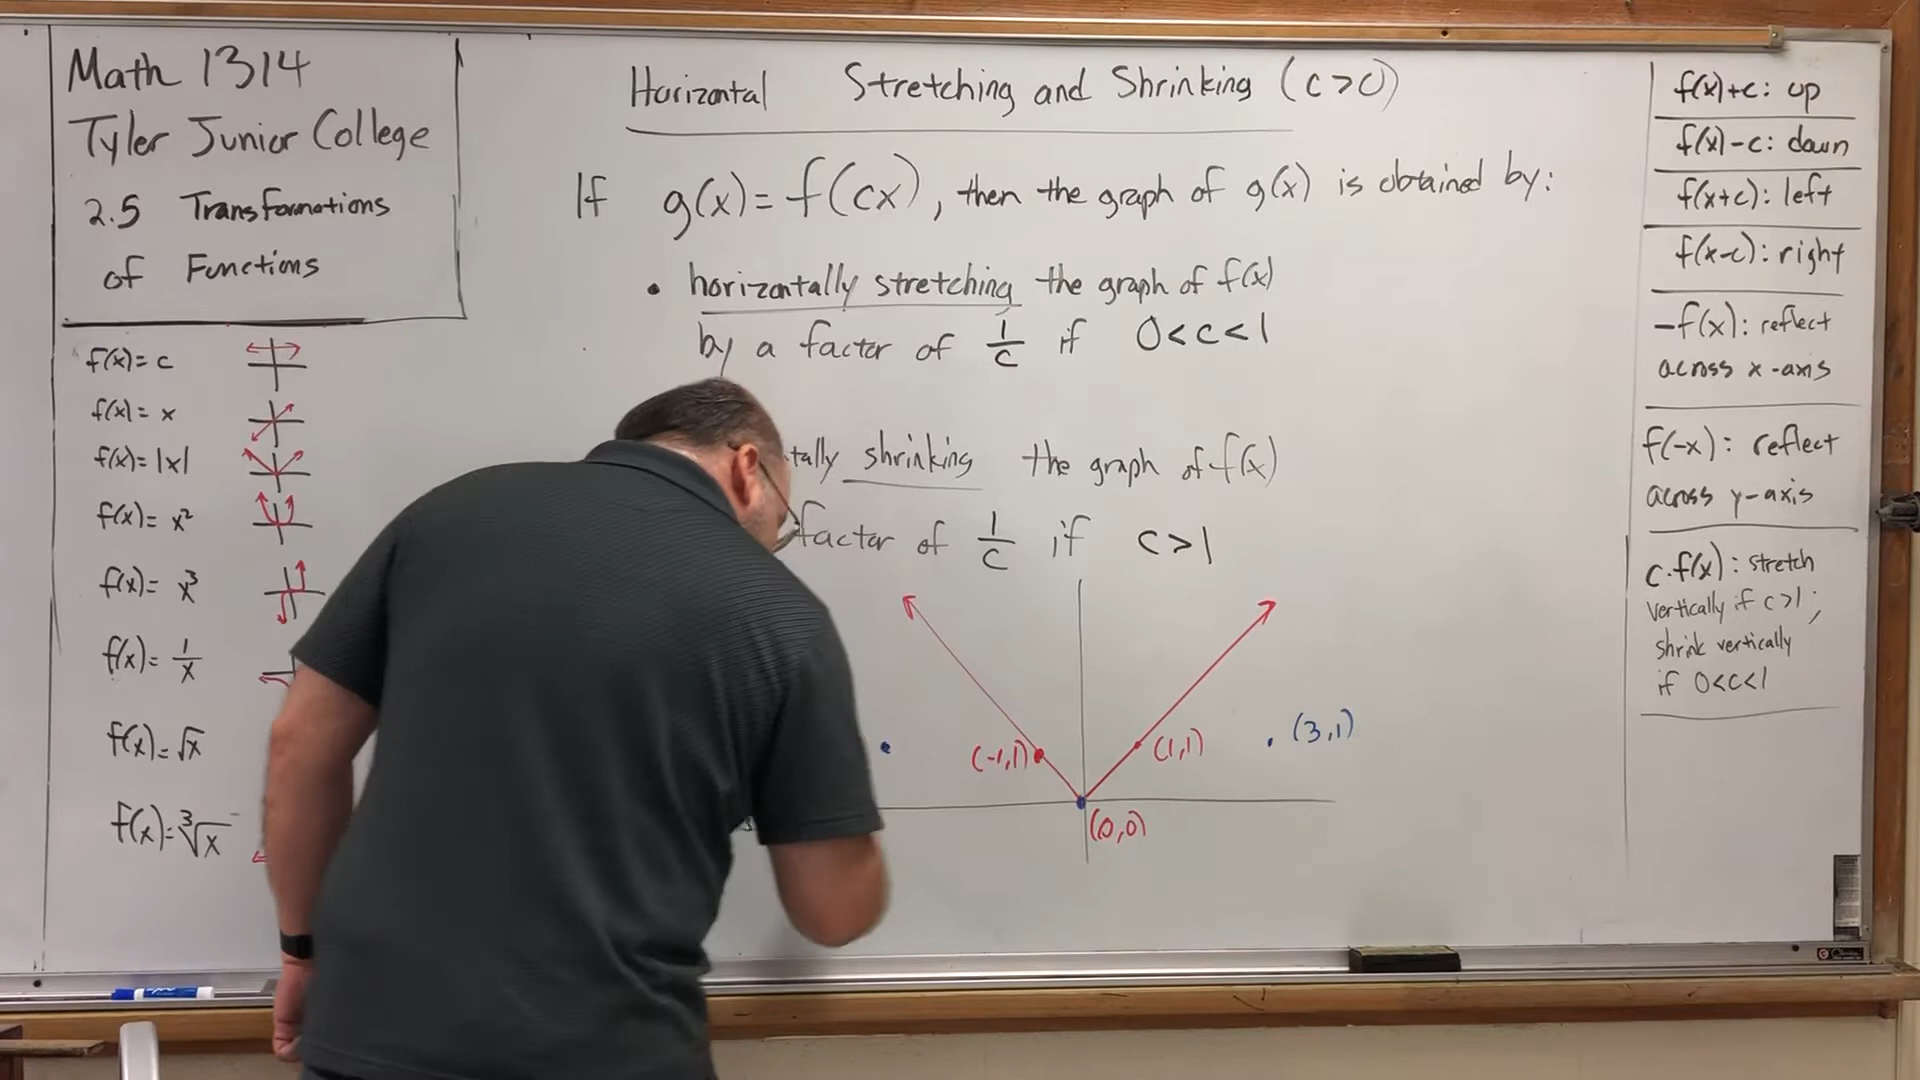 Math 1314
Tyler Junior College
2.5 Transformations
of Functions
f(x)= c
f(x)= x
f(x)= |x|
f(x)= x²
f(x)= x³
f(x)= 1/x
f(x)=√x
f(x)=∛x
Horizontal Stretching and Shrinking (c>0)
If g(x)=f(cx), then the graph of g(x) is obtained by:
• horizontally stretching the graph of f(x)
by a factor of 1/c if 0<c<1
tally shrinking the graph of f(x)
factor of 1/c if c>1
(-1,1)
(1,1)
(3,1)
(0,0)
f(x)+c: up
f(x)-c: down
f(x+c): left
f(x-c): right
-f(x): reflect
across x-axis
f(-x): reflect
across y-axis
c·f(x): stretch
vertically if c>1;
shrink vertically
if 0<c<1